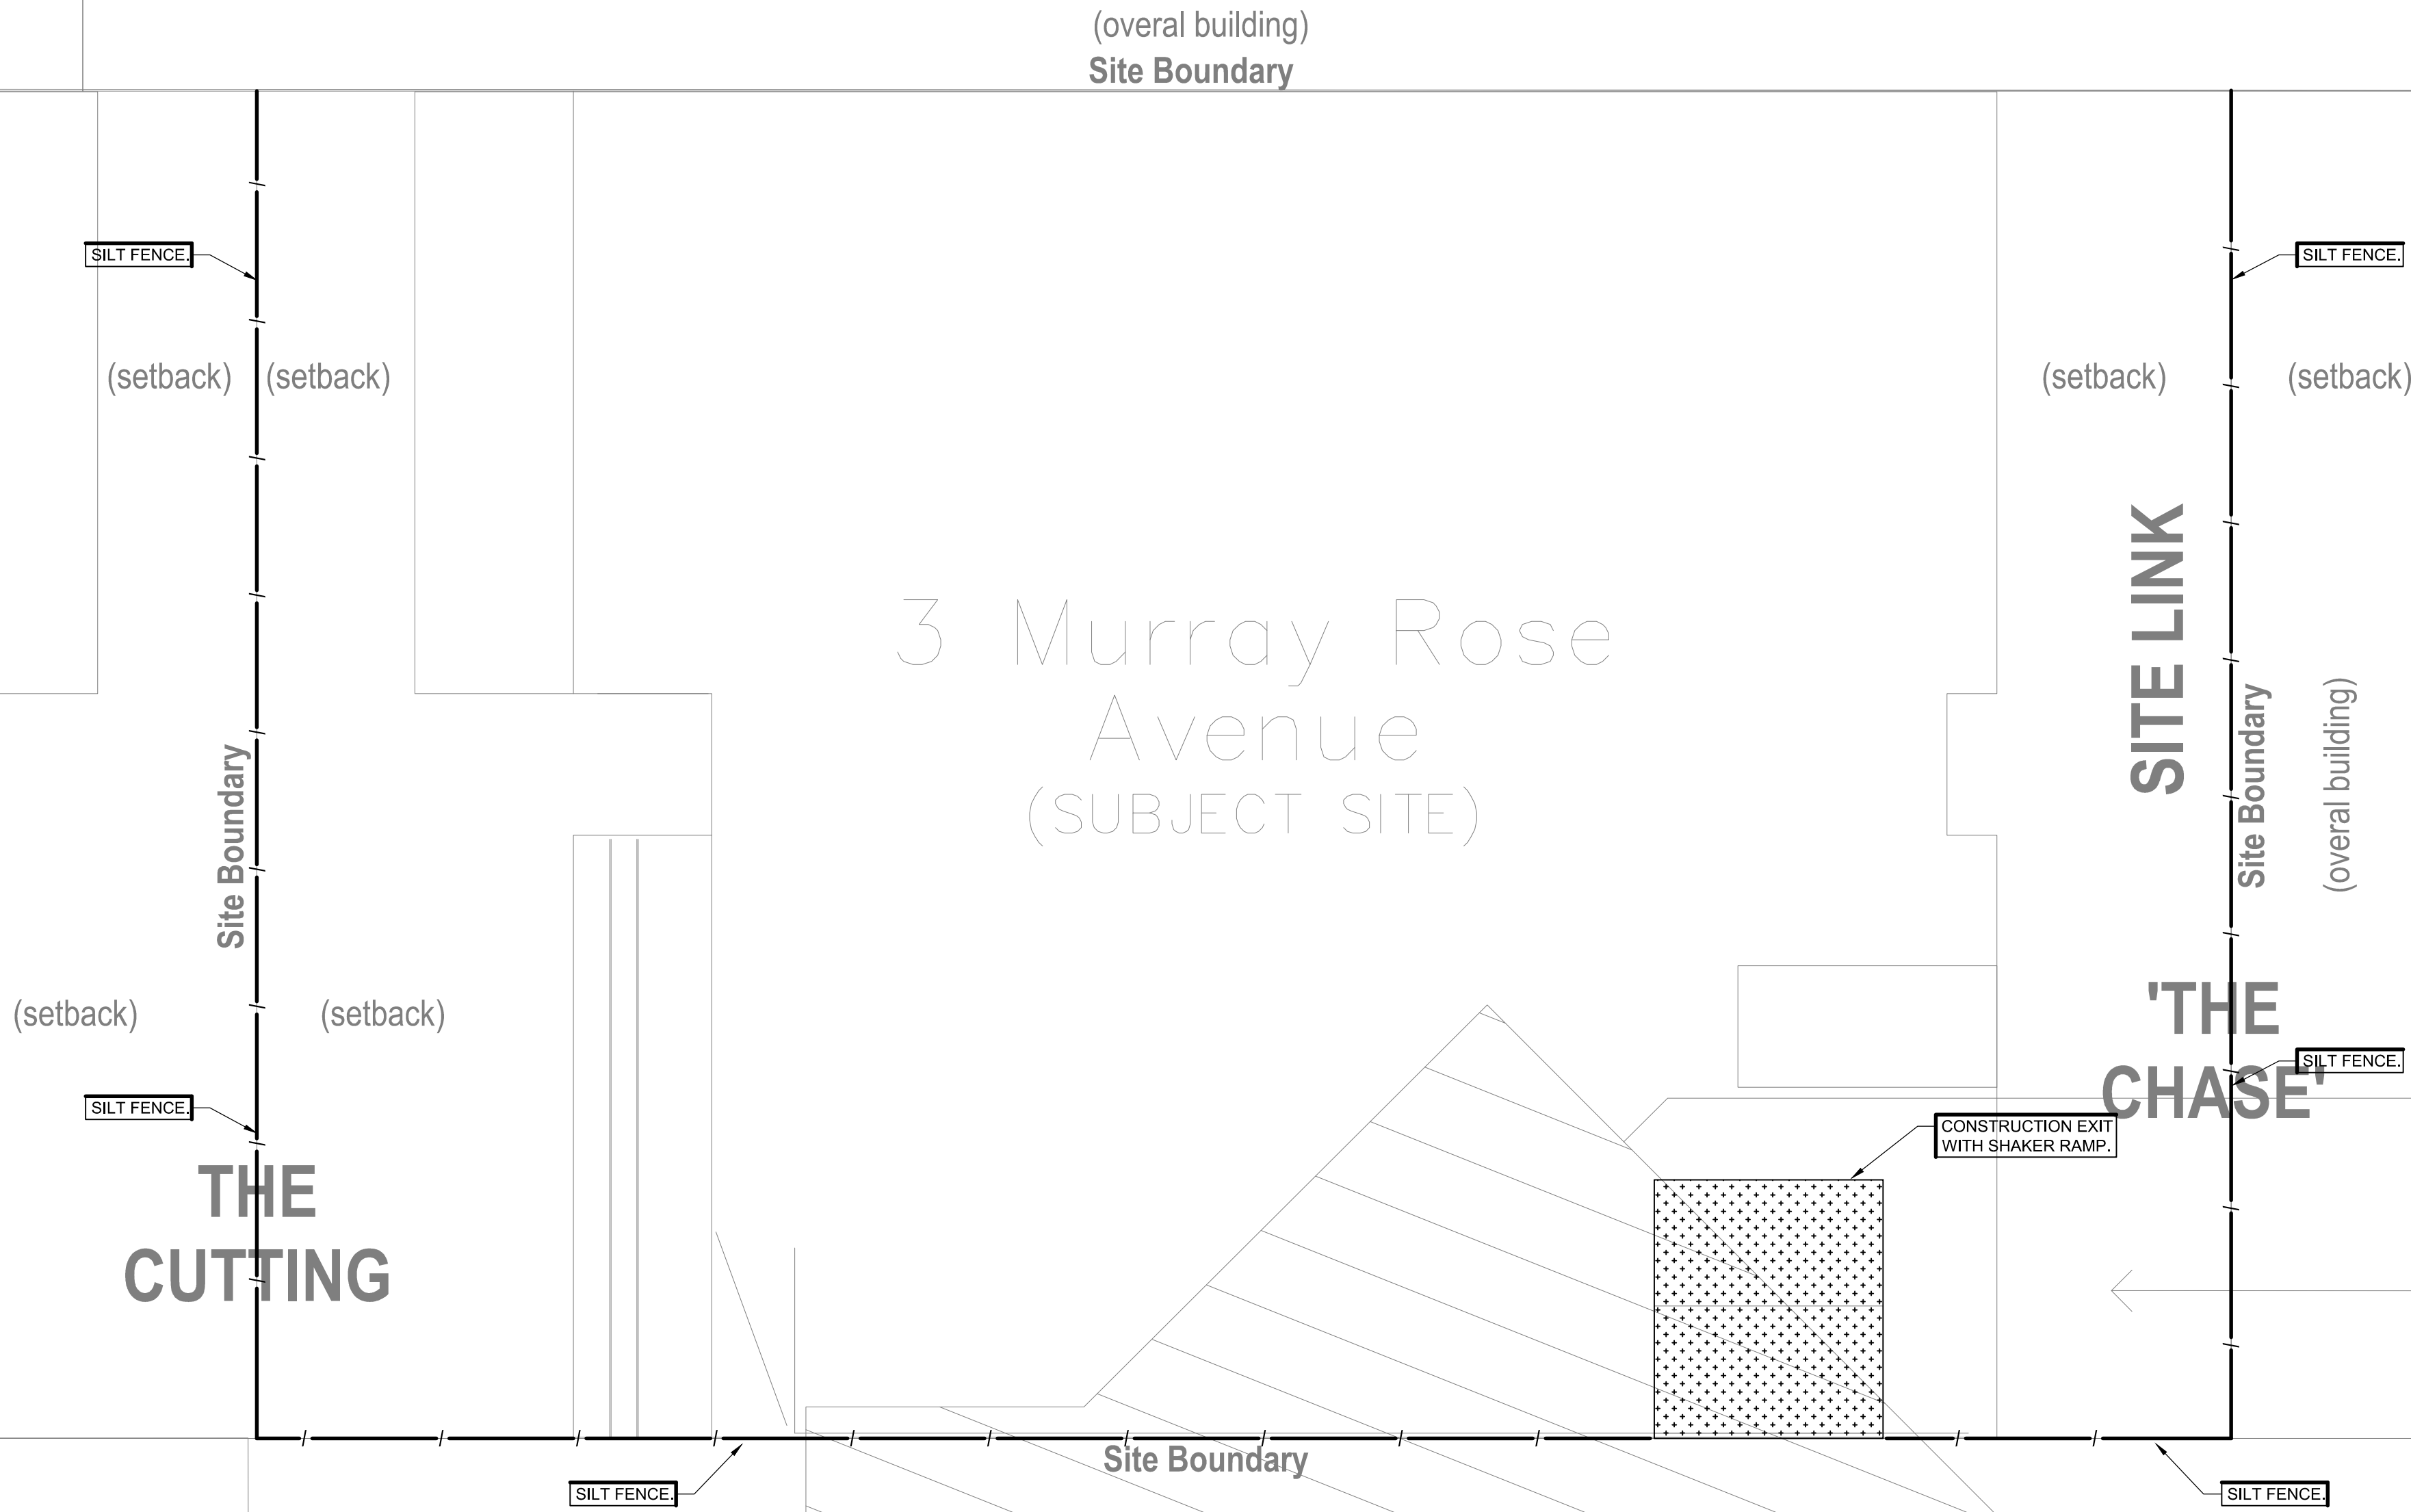 (overal building)
Site Boundary
SILT FENCE.
SILT FENCE.
(setback)
(setback)
(setback)
(setback)
SITE LINK
3 Murray Rose
Avenue
(SUBJECT SITE)
Site Boundary
Site Boundary
(overal building)
(setback)
(setback)
'THE
CHASE'
SILT FENCE.
SILT FENCE.
CONSTRUCTION EXIT
WITH SHAKER RAMP.
THE
CUTTING
Site Boundary
SILT FENCE.
SILT FENCE.